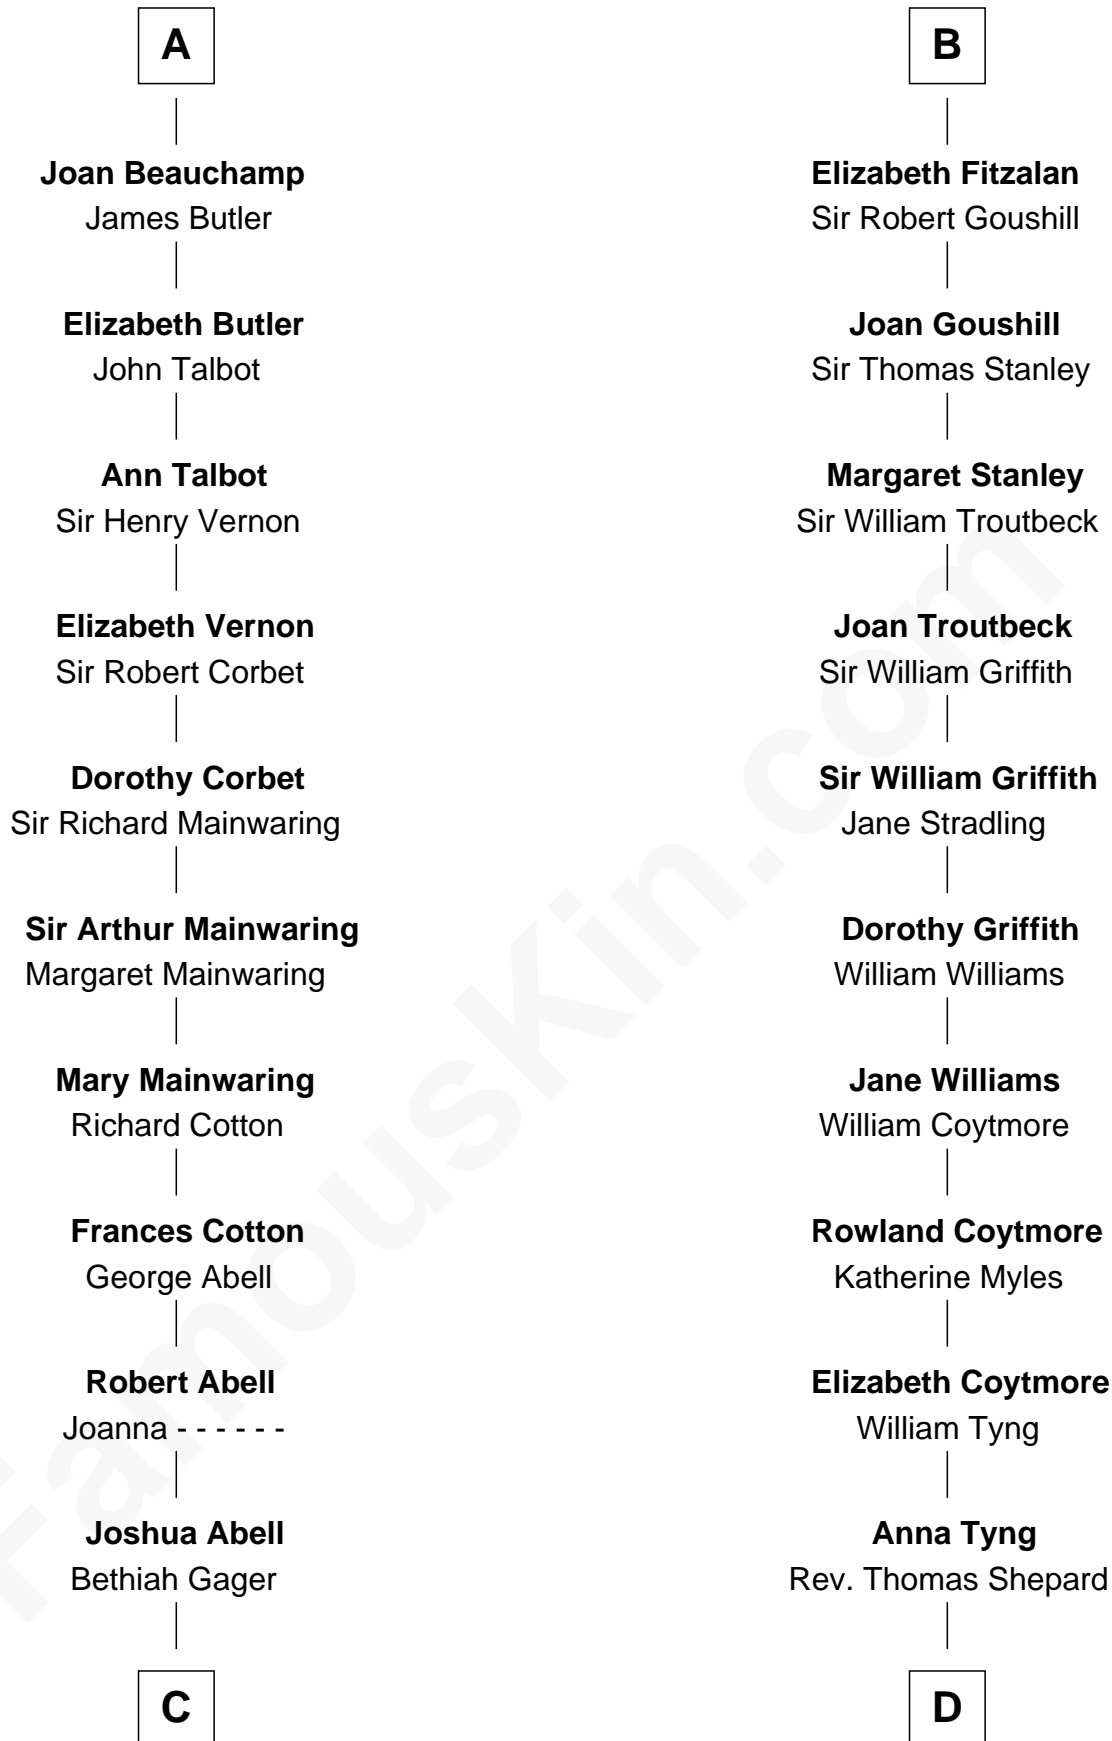 A
Joan Beauchamp
James Butler
Elizabeth Butler
John Talbot
Ann Talbot
Sir Henry Vernon
Elizabeth Vernon
Sir Robert Corbet
Dorothy Corbet
Sir Richard Mainwaring
Sir Arthur Mainwaring
Margaret Mainwaring
Mary Mainwaring
Richard Cotton
Frances Cotton
George Abell
Robert Abell
Joanna - - - - - -
Joshua Abell
Bethiah Gager
C
B
Elizabeth Fitzalan
Sir Robert Goushill
Joan Goushill
Sir Thomas Stanley
Margaret Stanley
Sir William Troutbeck
Joan Troutbeck
Sir William Griffith
Sir William Griffith
Jane Stradling
Dorothy Griffith
William Williams
Jane Williams
William Coytmore
Rowland Coytmore
Katherine Myles
Elizabeth Coytmore
William Tyng
Anna Tyng
Rev. Thomas Shepard
D
FamousKin.com